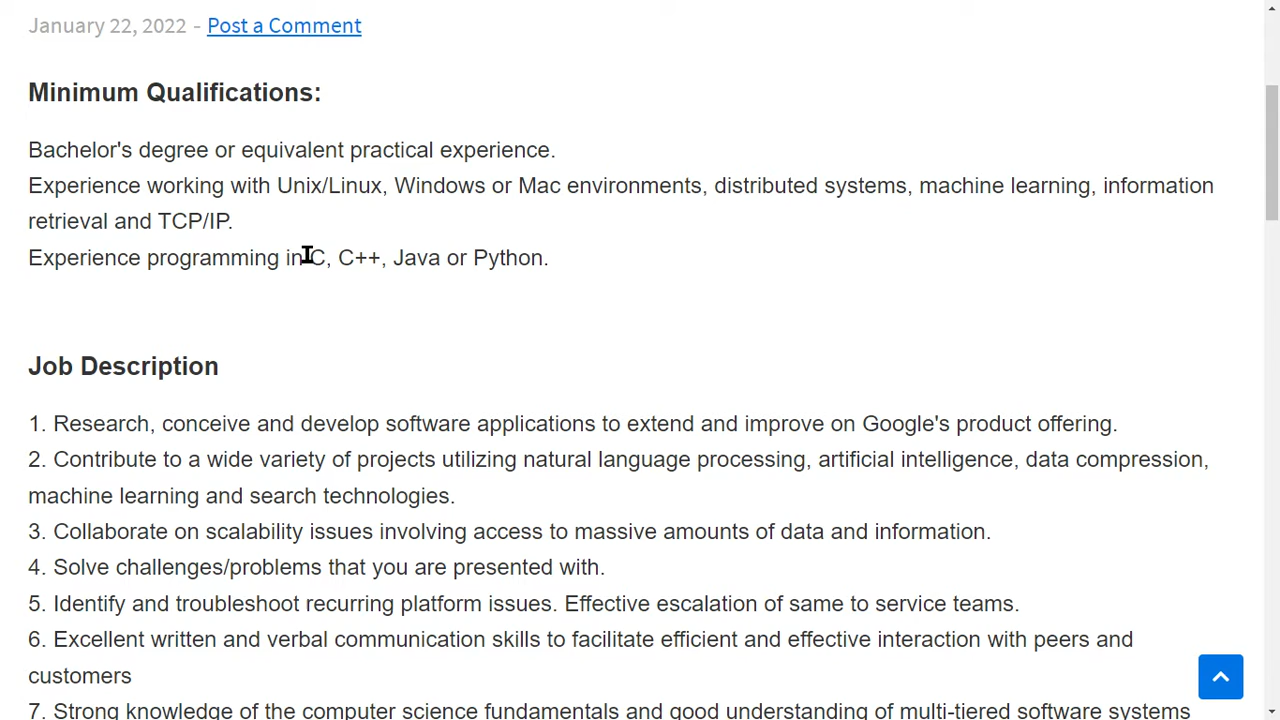 January 22, 2022 - Post a Comment
Minimum Qualifications:
Bachelor's degree or equivalent practical experience.
Experience working with Unix/Linux, Windows or Mac environments, distributed systems, machine learning, information
retrieval and TCP/IP.
Experience programming in C, C++, Java or Python.
Job Description
1. Research, conceive and develop software applications to extend and improve on Google's product offering.
2. Contribute to a wide variety of projects utilizing natural language processing, artificial intelligence, data compression,
machine learning and search technologies.
3. Collaborate on scalability issues involving access to massive amounts of data and information.
4. Solve challenges/problems that you are presented with.
5. Identify and troubleshoot recurring platform issues. Effective escalation of same to service teams.
6. Excellent written and verbal communication skills to facilitate efficient and effective interaction with peers and
customers
7. Strong knowledge of the computer science fundamentals and good understanding of multi-tiered software systems